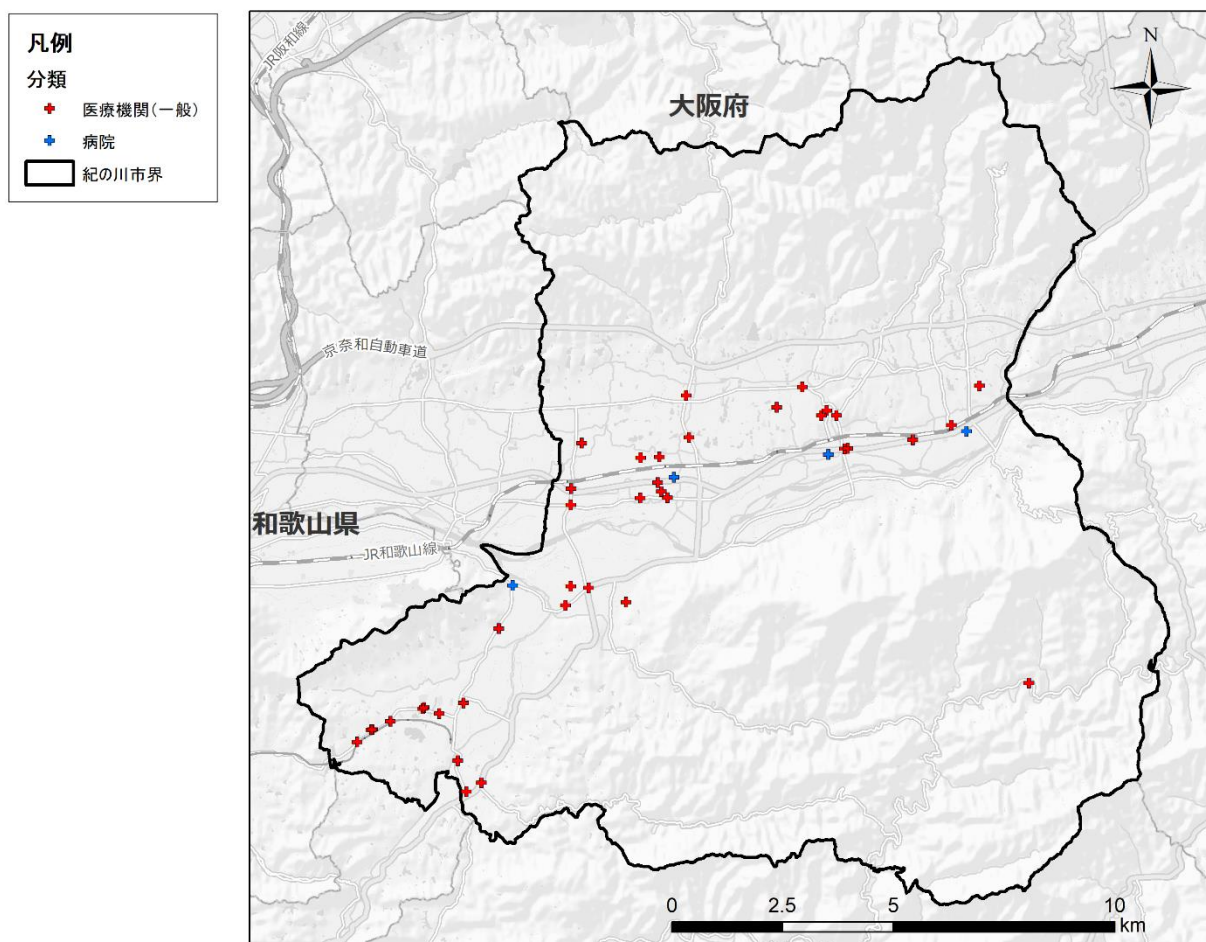 凡例
分類
医療機関(一般)
病院
紀の川市界
JR阪和線
大阪府
N
京奈和自動車道
和歌山県
JR和歌山線
0 2.5 5 10
km